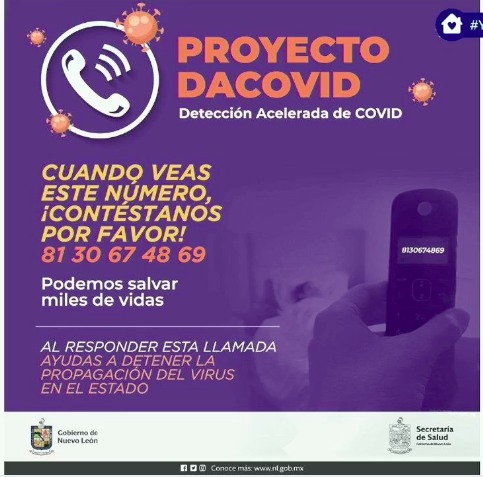 #Y
PROYECTO
DACOVID
Detección Acelerada de COVID
CUANDO VEAS
ESTE NÚMERO,
¡CONTÉSTANOS
POR FAVOR!
81 30 67 48 69
8130674869
Podemos salvar
miles de vidas
AL RESPONDER ESTA LLAMADA
AYUDAS A DETENER LA
PROPAGACIÓN DEL VIRUS
EN EL ESTADO
Gobierno de
Nuevo León
Secretaría
de Salud
Conoce más: www.nl.gob.mx